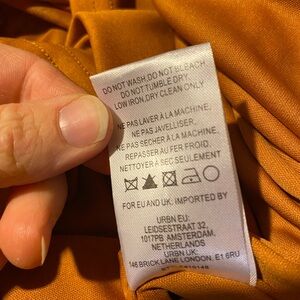 DO NOT WASH,DO NOT BLEACH
DO NOT TUMBLE DRY
LOW IRON,DRY CLEAN ONLY
NE PAS LAVER À LA MACHINE,
NE PAS JAVELLISER,
NE PAS SECHER À LA MACHINE,
REPASSER AU FER FROID.
NETTOYER À SEC SEULEMENT
FOR EU AND UK: IMPORTED BY
URBN EU:
LEIDSESTRAAT 32,
1017PB AMSTERDAM,
NETHERLANDS
URBN UK:
146 BRICK LANE LONDON, E1 6RU